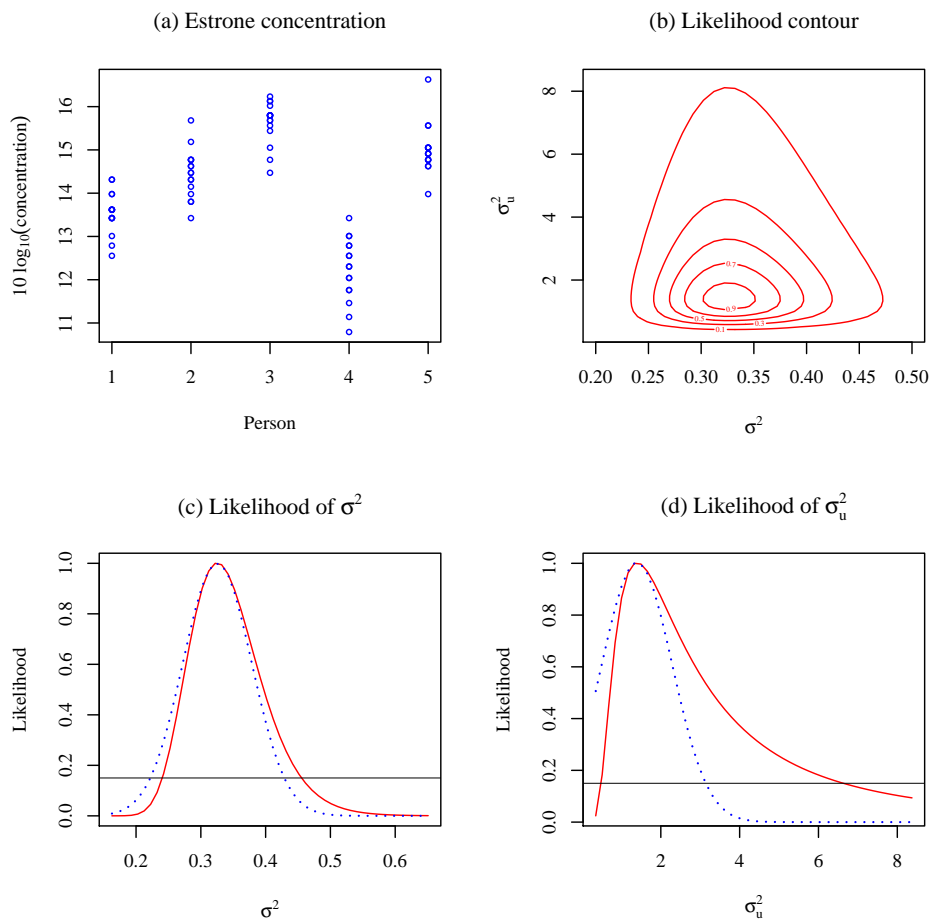 (a) Estrone concentration
10 log₁₀(concentration)
11 12 13 14 15 16
1 2 3 4 5
Person
(b) Likelihood contour
σ²ᵤ
2 4 6 8
0.7
0.9
0.5
0.3
0.1
0.20 0.25 0.30 0.35 0.40 0.45 0.50
σ²
(c) Likelihood of σ²
Likelihood
0.0 0.2 0.4 0.6 0.8 1.0
0.2 0.3 0.4 0.5 0.6
σ²
(d) Likelihood of σ²ᵤ
Likelihood
0.0 0.2 0.4 0.6 0.8 1.0
2 4 6 8
σ²ᵤ